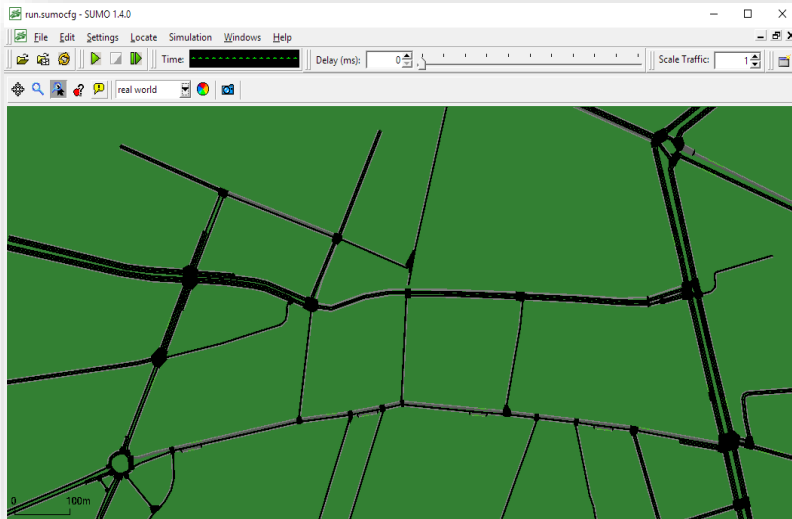 run.sumocfg - SUMO 1.4.0
File Edit Settings Locate Simulation Windows Help
Time: Delay (ms): 0 Scale Traffic: 1
real world
0 100m